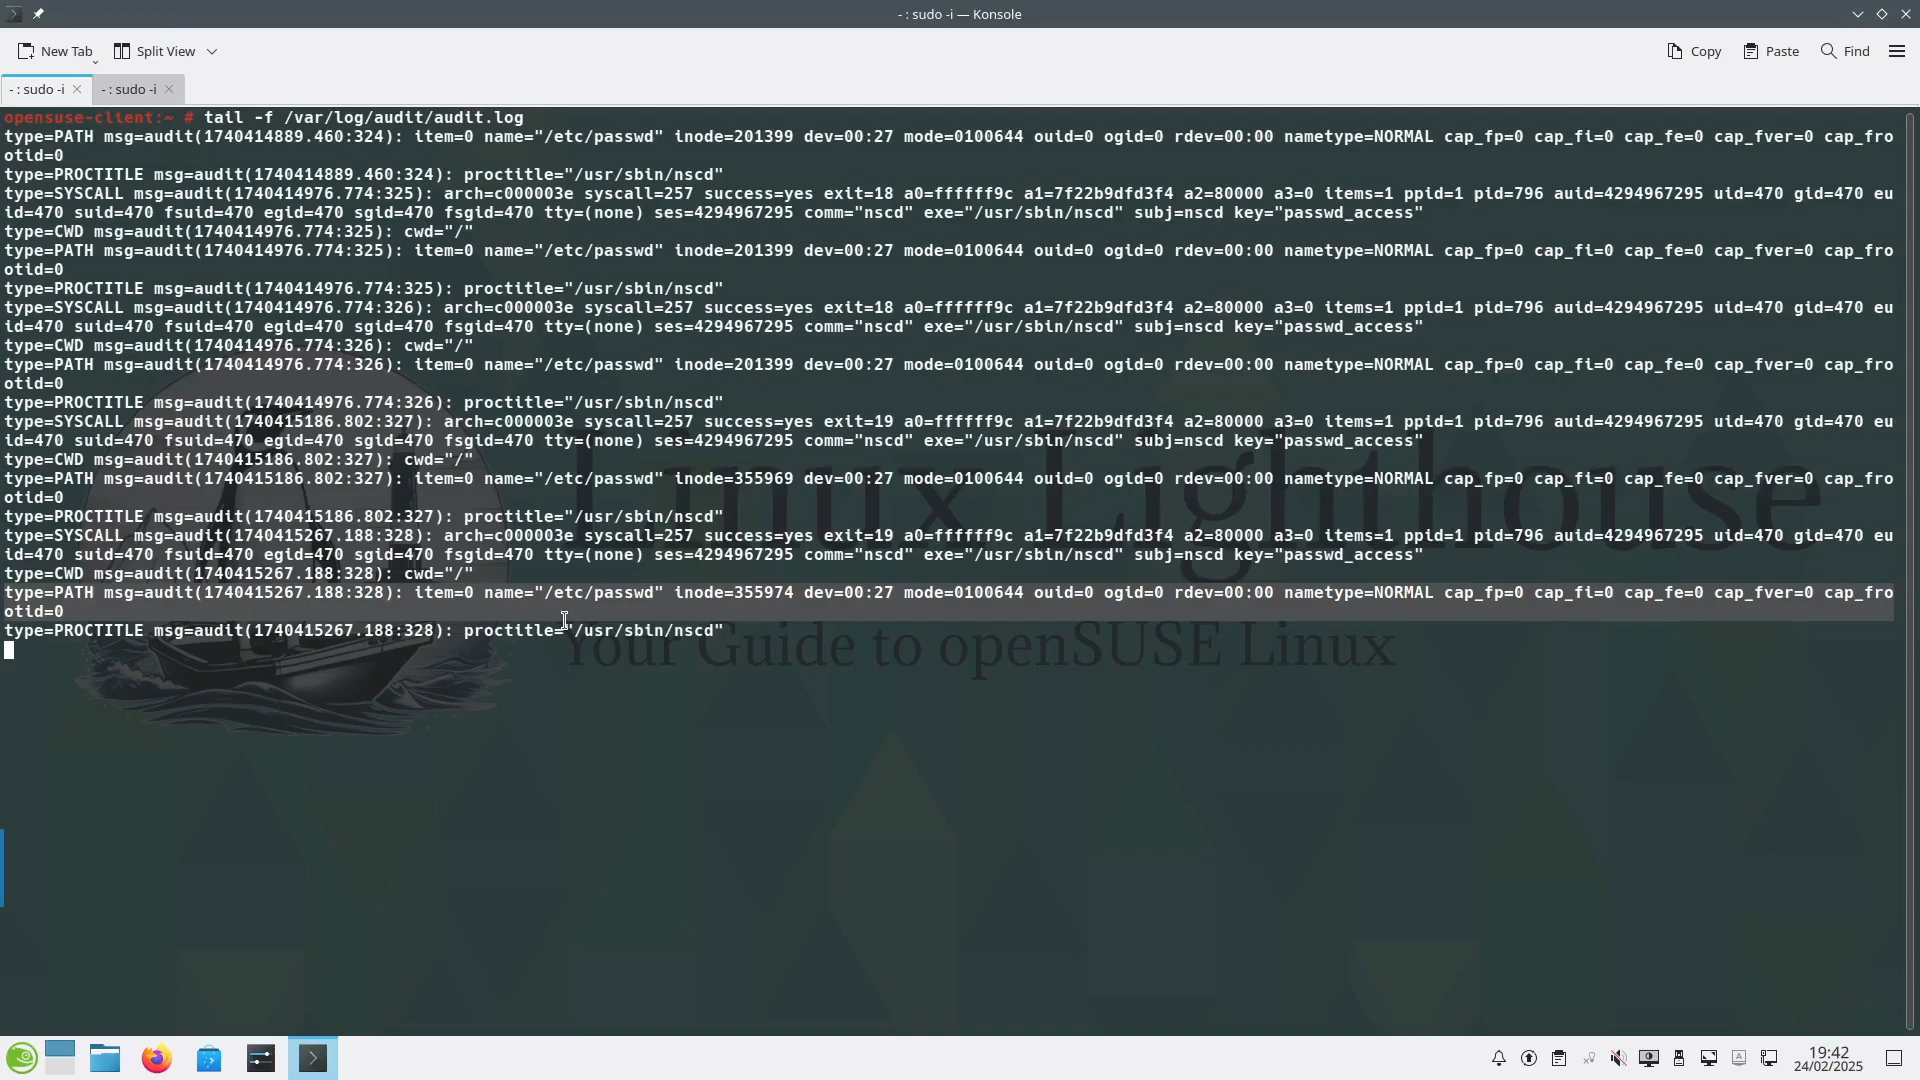 - : sudo -i — Konsole
New Tab
Split View
Copy
Paste
Find
- : sudo -i
- : sudo -i
opensuse-client:~ # tail -f /var/log/audit/audit.log
type=PATH msg=audit(1740414889.460:324): item=0 name="/etc/passwd" inode=201399 dev=00:27 mode=0100644 ouid=0 ogid=0 rdev=00:00 nametype=NORMAL cap_fp=0 cap_fi=0 cap_fe=0 cap_fver=0 cap_fro
otid=0
type=PROCTITLE msg=audit(1740414889.460:324): proctitle="/usr/sbin/nscd"
type=SYSCALL msg=audit(1740414976.774:325): arch=c000003e syscall=257 success=yes exit=18 a0=ffffff9c a1=7f22b9dfd3f4 a2=80000 a3=0 items=1 ppid=1 pid=796 auid=4294967295 uid=470 gid=470 eu
id=470 suid=470 fsuid=470 egid=470 sgid=470 fsgid=470 tty=(none) ses=4294967295 comm="nscd" exe="/usr/sbin/nscd" subj=nscd key="passwd_access"
type=CWD msg=audit(1740414976.774:325): cwd="/"
type=PATH msg=audit(1740414976.774:325): item=0 name="/etc/passwd" inode=201399 dev=00:27 mode=0100644 ouid=0 ogid=0 rdev=00:00 nametype=NORMAL cap_fp=0 cap_fi=0 cap_fe=0 cap_fver=0 cap_fro
otid=0
type=PROCTITLE msg=audit(1740414976.774:325): proctitle="/usr/sbin/nscd"
type=SYSCALL msg=audit(1740414976.774:326): arch=c000003e syscall=257 success=yes exit=18 a0=ffffff9c a1=7f22b9dfd3f4 a2=80000 a3=0 items=1 ppid=1 pid=796 auid=4294967295 uid=470 gid=470 eu
id=470 suid=470 fsuid=470 egid=470 sgid=470 fsgid=470 tty=(none) ses=4294967295 comm="nscd" exe="/usr/sbin/nscd" subj=nscd key="passwd_access"
type=CWD msg=audit(1740414976.774:326): cwd="/"
type=PATH msg=audit(1740414976.774:326): item=0 name="/etc/passwd" inode=201399 dev=00:27 mode=0100644 ouid=0 ogid=0 rdev=00:00 nametype=NORMAL cap_fp=0 cap_fi=0 cap_fe=0 cap_fver=0 cap_fro
otid=0
type=PROCTITLE msg=audit(1740414976.774:326): proctitle="/usr/sbin/nscd"
type=SYSCALL msg=audit(1740415186.802:327): arch=c000003e syscall=257 success=yes exit=19 a0=ffffff9c a1=7f22b9dfd3f4 a2=80000 a3=0 items=1 ppid=1 pid=796 auid=4294967295 uid=470 gid=470 eu
id=470 suid=470 fsuid=470 egid=470 sgid=470 fsgid=470 tty=(none) ses=4294967295 comm="nscd" exe="/usr/sbin/nscd" subj=nscd key="passwd_access"
type=CWD msg=audit(1740415186.802:327): cwd="/"
type=PATH msg=audit(1740415186.802:327): item=0 name="/etc/passwd" inode=355969 dev=00:27 mode=0100644 ouid=0 ogid=0 rdev=00:00 nametype=NORMAL cap_fp=0 cap_fi=0 cap_fe=0 cap_fver=0 cap_fro
otid=0
type=PROCTITLE msg=audit(1740415186.802:327): proctitle="/usr/sbin/nscd"
type=SYSCALL msg=audit(1740415267.188:328): arch=c000003e syscall=257 success=yes exit=19 a0=ffffff9c a1=7f22b9dfd3f4 a2=80000 a3=0 items=1 ppid=1 pid=796 auid=4294967295 uid=470 gid=470 eu
id=470 suid=470 fsuid=470 egid=470 sgid=470 fsgid=470 tty=(none) ses=4294967295 comm="nscd" exe="/usr/sbin/nscd" subj=nscd key="passwd_access"
type=CWD msg=audit(1740415267.188:328): cwd="/"
type=PATH msg=audit(1740415267.188:328): item=0 name="/etc/passwd" inode=355974 dev=00:27 mode=0100644 ouid=0 ogid=0 rdev=00:00 nametype=NORMAL cap_fp=0 cap_fi=0 cap_fe=0 cap_fver=0 cap_fro
otid=0
type=PROCTITLE msg=audit(1740415267.188:328): proctitle="/usr/sbin/nscd"
Linux Lighthouse
Your Guide to openSUSE Linux
19:42
24/02/2025